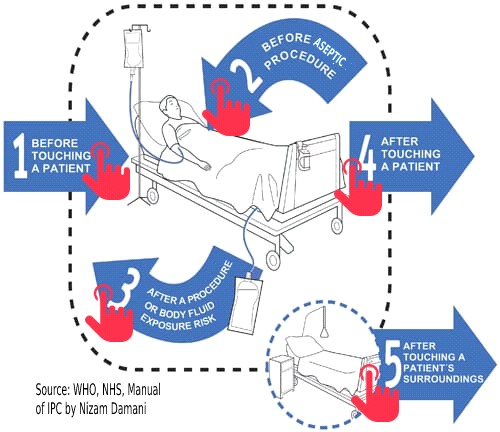 1 BEFORE
TOUCHING
A PATIENT
2 BEFORE ASEPTIC
PROCEDURE
3 AFTER A PROCEDURE
OR BODY FLUID
EXPOSURE RISK
4 AFTER
TOUCHING
A PATIENT
5 AFTER
TOUCHING A
PATIENT'S
SURROUNDINGS
Source: WHO, NHS, Manual
of IPC by Nizam Damani